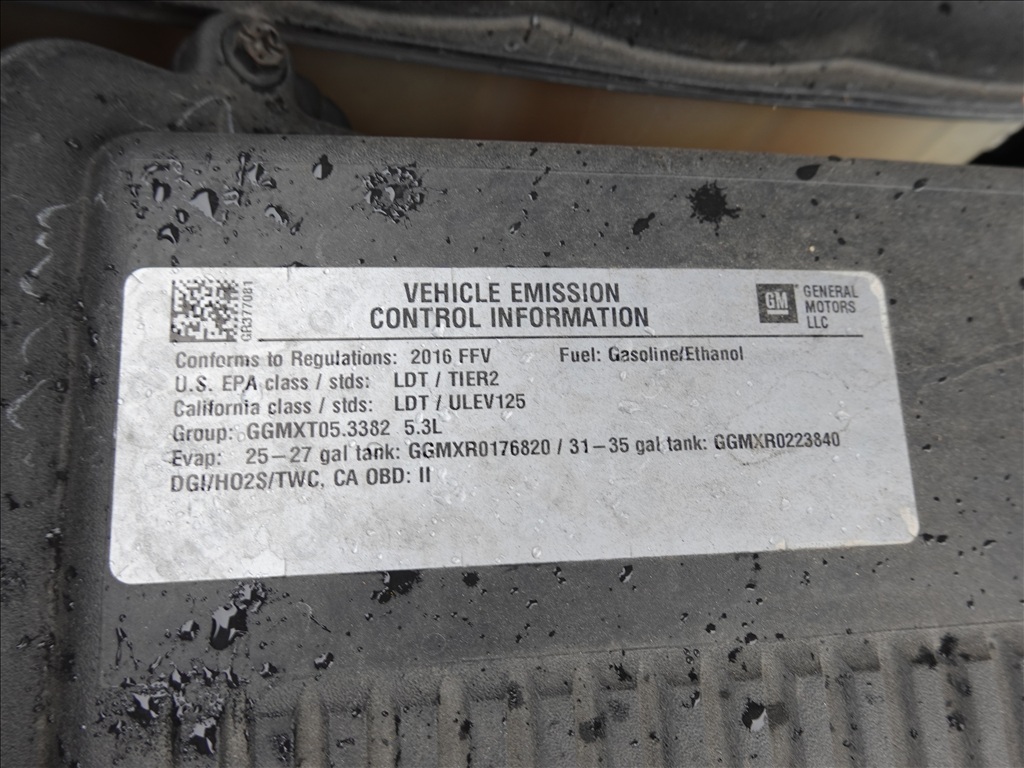 GR377081
VEHICLE EMISSION
CONTROL INFORMATION
GM
GENERAL
MOTORS
LLC
Conforms to Regulations: 2016 FFV Fuel: Gasoline/Ethanol
U.S. EPA class / stds: LDT / TIER2
California class / stds: LDT / ULEV125
Group: GGMXT05.3382 5.3L
Evap: 25-27 gal tank: GGMXR0176820 / 31-35 gal tank: GGMXR0223840
DGI/HO2S/TWC, CA OBD: II